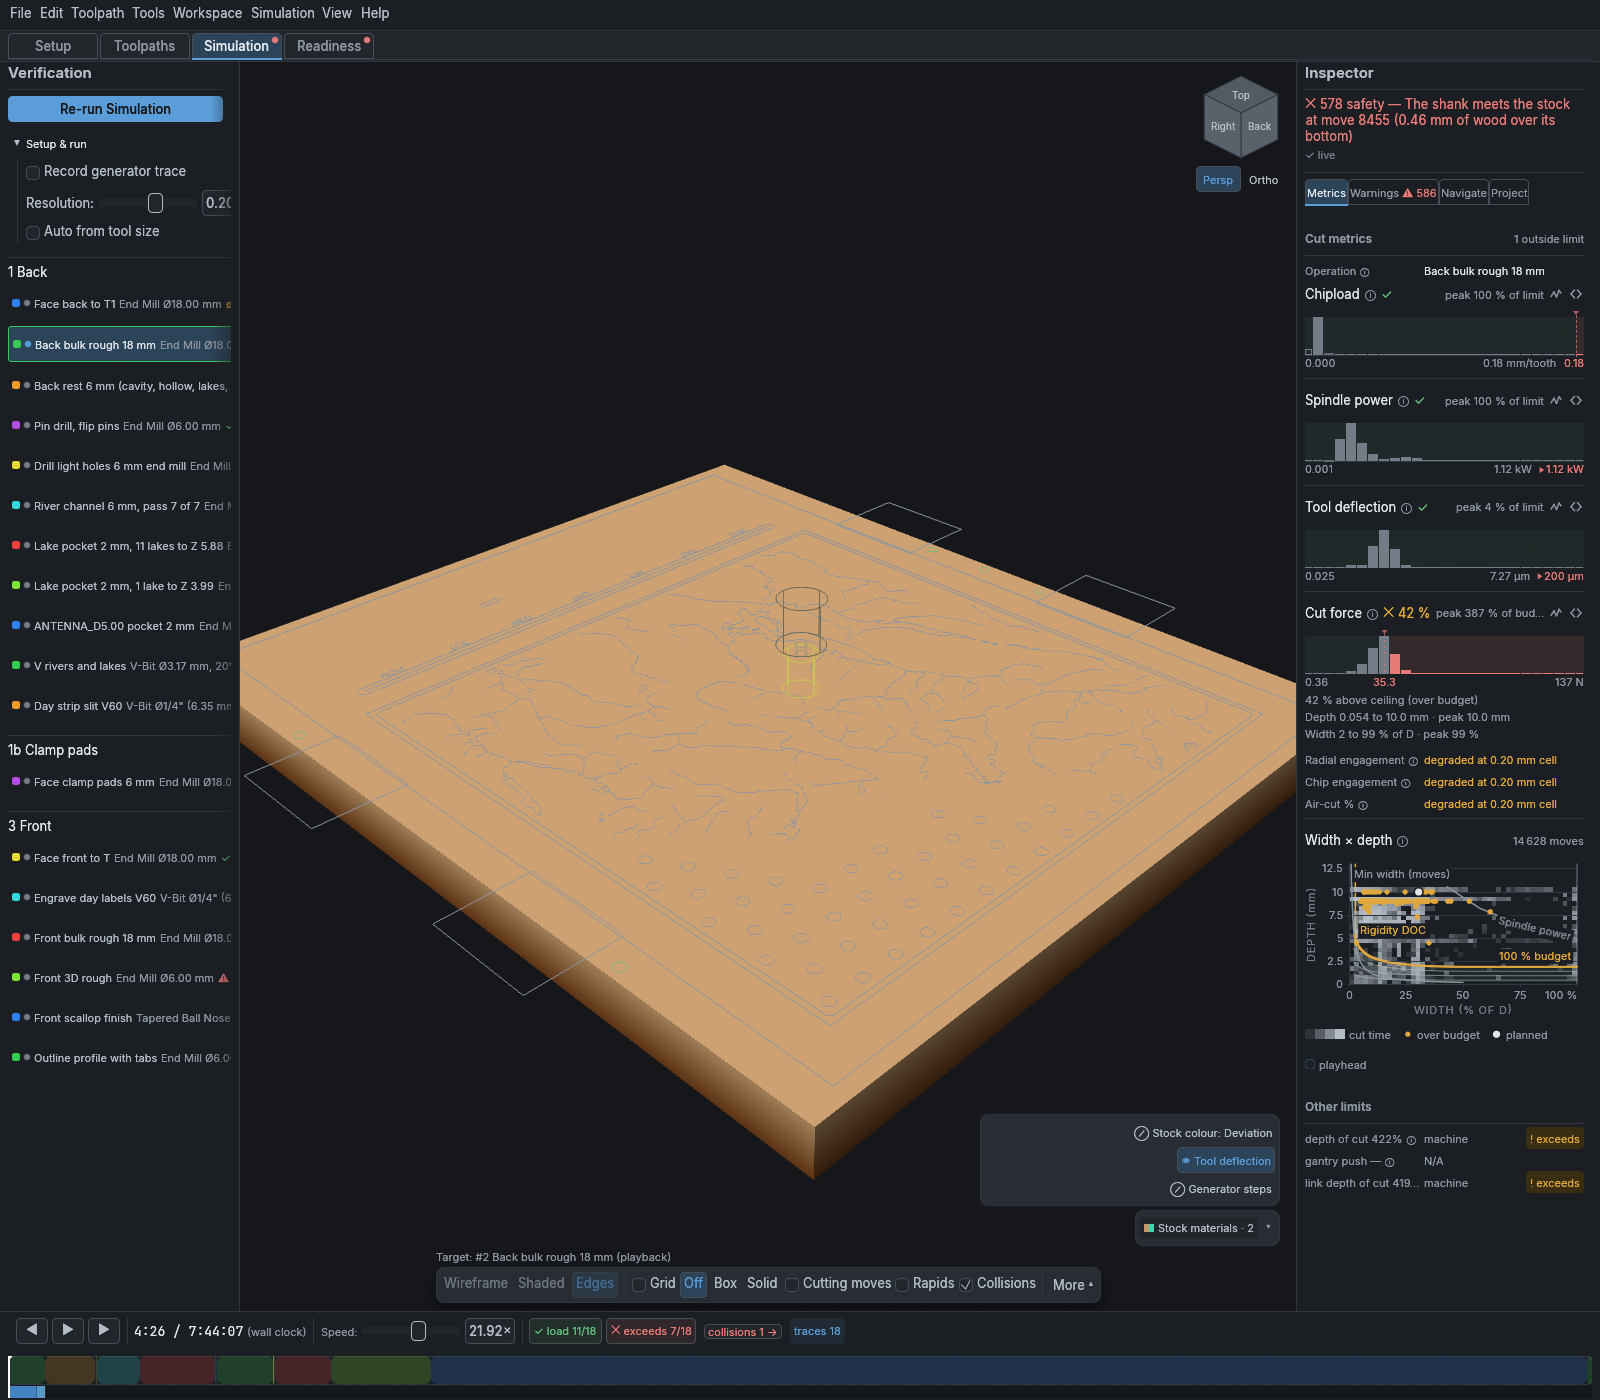 File Edit Toolpath Tools Workspace Simulation View Help
Setup Toolpaths Simulation Readiness
Verification
Re-run Simulation
Setup & run
Record generator trace
Resolution: 0.20
Auto from tool size
1 Back
Face back to T1 End Mill Ø18.00 mm
Back bulk rough 18 mm End Mill Ø18.0
Back rest 6 mm (cavity, hollow, lakes,
Pin drill, flip pins End Mill Ø6.00 mm
Drill light holes 6 mm end mill End Mill
River channel 6 mm, pass 7 of 7 End
Lake pocket 2 mm, 11 lakes to Z 5.88
Lake pocket 2 mm, 1 lake to Z 3.99 En
ANTENNA_D5.00 pocket 2 mm End M
V rivers and lakes V-Bit Ø3.17 mm, 20°
Day strip slit V60 V-Bit Ø1/4" (6.35 mm
1b Clamp pads
Face clamp pads 6 mm End Mill Ø18.0
3 Front
Face front to T End Mill Ø18.00 mm
Engrave day labels V60 V-Bit Ø1/4" (6
Front bulk rough 18 mm End Mill Ø18.0
Front 3D rough End Mill Ø6.00 mm
Front scallop finish Tapered Ball Nose
Outline profile with tabs End Mill Ø6.0
Top
Right Back
Persp Ortho
Stock colour: Deviation
Tool deflection
Generator steps
Stock materials · 2
Target: #2 Back bulk rough 18 mm (playback)
Wireframe Shaded Edges Grid Off Box Solid Cutting moves Rapids Collisions More
Inspector
578 safety — The shank meets the stock
at move 8455 (0.46 mm of wood over its
bottom)
live
Metrics Warnings 586 Navigate Project
Cut metrics 1 outside limit
Operation Back bulk rough 18 mm
Chipload peak 100 % of limit
0.000 0.18 mm/tooth 0.18
Spindle power peak 100 % of limit
0.001 1.12 kW 1.12 kW
Tool deflection peak 4 % of limit
0.025 7.27 µm 200 µm
Cut force 42 % peak 387 % of bud...
0.36 35.3 137 N
42 % above ceiling (over budget)
Depth 0.054 to 10.0 mm · peak 10.0 mm
Width 2 to 99 % of D · peak 99 %
Radial engagement degraded at 0.20 mm cell
Chip engagement degraded at 0.20 mm cell
Air-cut % degraded at 0.20 mm cell
Width × depth 14 628 moves
12.5
Min width (moves)
10
7.5
Spindle power
Rigidity DOC
5
100 % budget
2.5
0
DEPTH (mm)
0 25 50 75 100 %
WIDTH (% OF D)
cut time over budget planned
playhead
Other limits
depth of cut 422% machine ! exceeds
gantry push — N/A
link depth of cut 419... machine ! exceeds
4:26 / 7:44:07 (wall clock) Speed: 21.92× load 11/18 exceeds 7/18 collisions 1 → traces 18